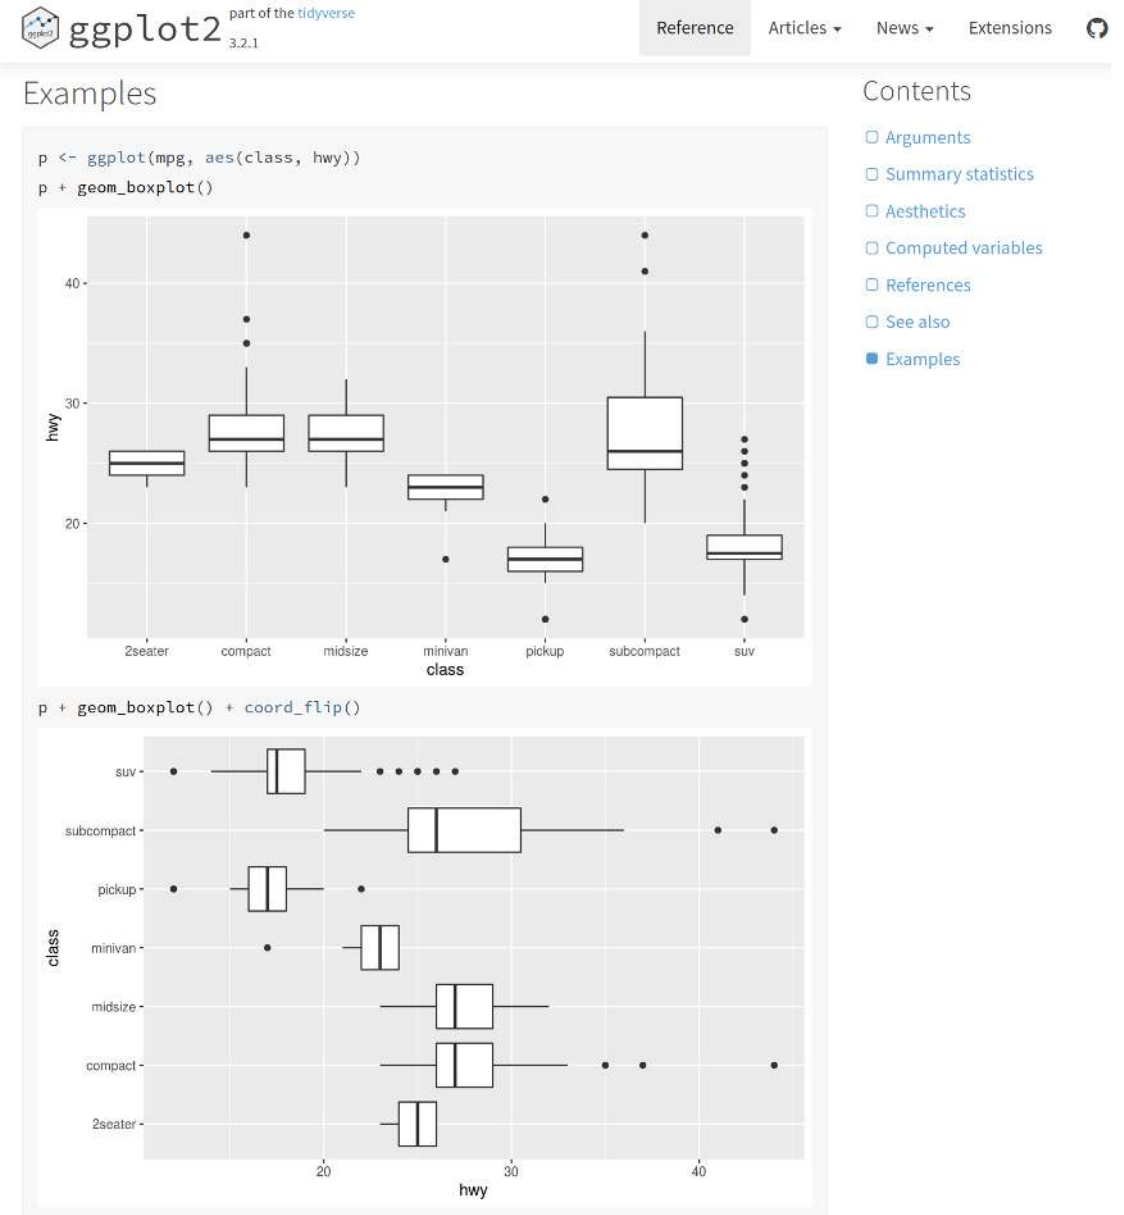 ggplot2 part of the tidyverse
3.2.1
Reference Articles News Extensions
Examples
p <- ggplot(mpg, aes(class, hwy))
p + geom_boxplot()
40
30
20
hwy
2seater compact midsize minivan pickup subcompact suv
class
p + geom_boxplot() + coord_flip()
suv
subcompact
pickup
minivan
midsize
compact
2seater
class
20 30 40
hwy
Contents
Arguments
Summary statistics
Aesthetics
Computed variables
References
See also
Examples